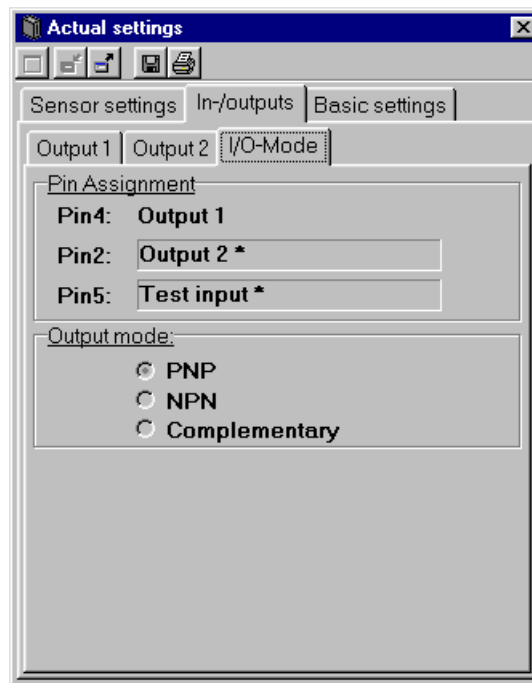 Actual settings
Sensor settings In-/outputs Basic settings
Output 1 Output 2 I/O-Mode
Pin Assignment
Pin4: Output 1
Pin2: Output 2 *
Pin5: Test input *
Output mode:
PNP
NPN
Complementary